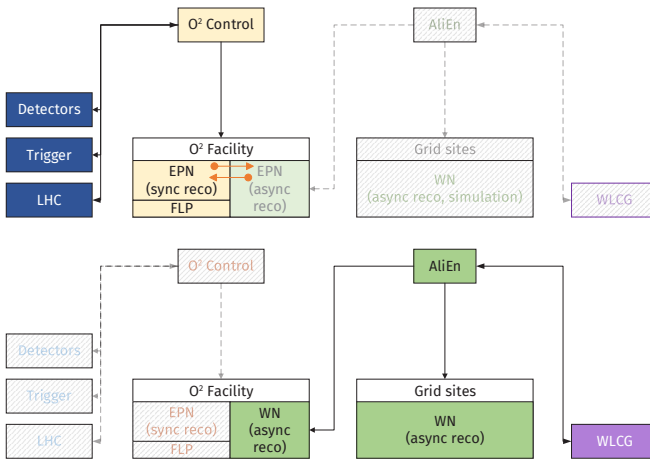 O² Control
AliEn
Detectors
Trigger
LHC
O² Facility
EPN
(sync reco)
FLP
EPN
(async
reco)
Grid sites
WN
(async reco, simulation)
WLCG
O² Control
AliEn
Detectors
Trigger
LHC
O² Facility
EPN
(sync reco)
FLP
WN
(async
reco)
Grid sites
WN
(async reco)
WLCG